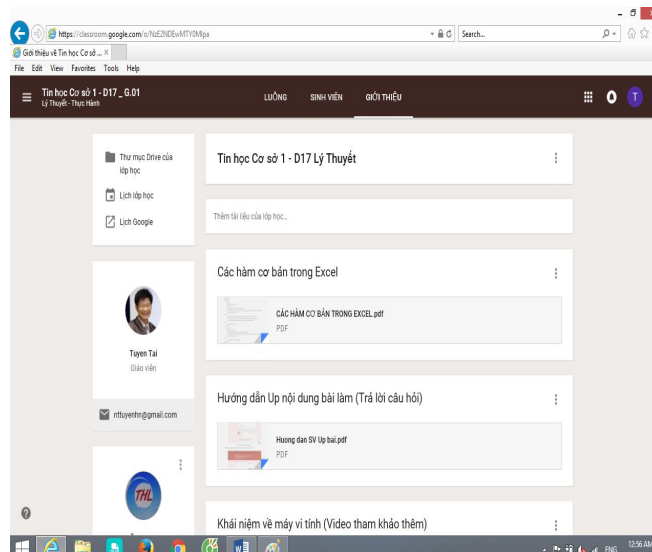 https://classroom.google.com/o/NzE2NDEwMTY0Mlpa
Search...
Giới thiệu về Tin học Cơ sở ...
File Edit View Favorites Tools Help
Tin học Cơ sở 1 - D17 _ G.01
Lý Thuyết - Thực Hành
LUỒNG SINH VIÊN GIỚI THIỆU
T
Thư mục Drive của
lớp học
Lịch lớp học
Lịch Google
Tin học Cơ sở 1 - D17 Lý Thuyết
Thêm tài liệu của lớp học...
Các hàm cơ bản trong Excel
CÁC HÀM CƠ BẢN TRONG EXCEL.pdf
PDF
Tuyen Tai
Giáo viên
nttuyenhn@gmail.com
Hướng dẫn Up nội dung bài làm (Trả lời câu hỏi)
Huong dan SV Up bai.pdf
PDF
THL
Khái niệm về máy vi tính (Video tham khảo thêm)
ENG
12:56 AM